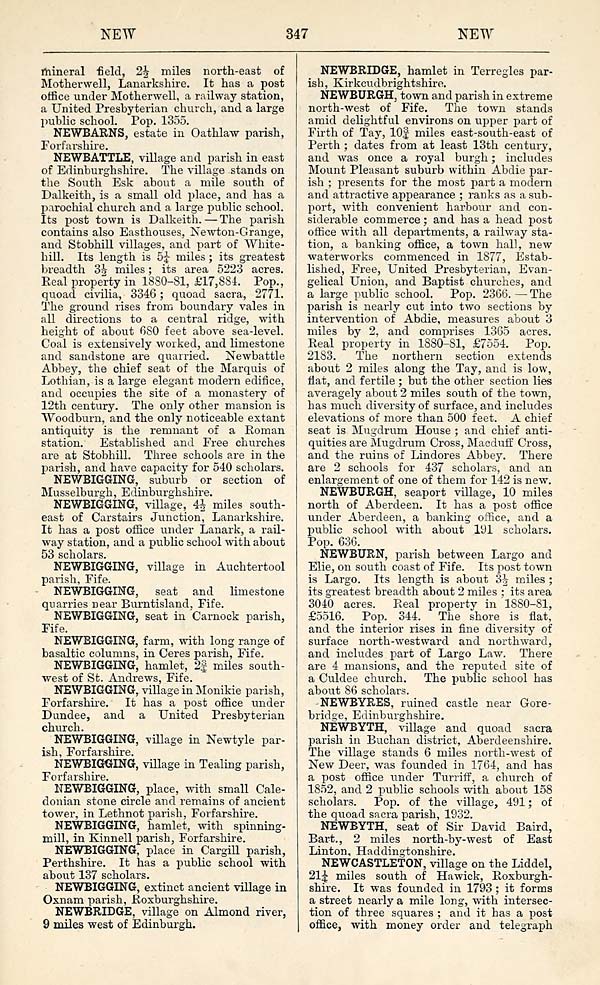 NEW 347 NEW
mineral field, 2½ miles north-east of
Motherwell, Lanarkshire. It has a post
office under Motherwell, a railway station,
a United Presbyterian church, and a large
public school. Pop. 1355.
NEWBARNS, estate in Oathlaw parish,
Forfarshire.
NEWBATTLE, village and parish in east
of Edinburghshire. The village stands on
the South Esk about a mile south of
Dalkeith, is a small old place, and has a
parochial church and a large public school.
Its post town is Dalkeith. — The parish
contains also Easthouses, Newton-Grange,
and Stobhill villages, and part of White-
hill. Its length is 5¼ miles; its greatest
breadth 3½ miles; its area 5223 acres.
Real property in 1880-81, £17,884. Pop.,
quoad civilia, 3346; quoad sacra, 2771.
The ground rises from boundary vales in
all directions to a central ridge, with
height of about 680 feet above sea-level.
Coal is extensively worked, and limestone
and sandstone are quarried. Newbattle
Abbey, the chief seat of the Marquis of
Lothian, is a large elegant modern edifice,
and occupies the site of a monastery of
12th century. The only other mansion is
Woodburn, and the only noticeable extant
antiquity is the remnant of a Roman
station. Established and Free churches
are at Stobhill. Three schools are in the
parish, and have capacity for 540 scholars.
NEWBIGGING, suburb or section of
Musselburgh, Edinburghshire.
NEWBIGGING, village, 4½ miles south-
east of Carstairs Junction, Lanarkshire.
It has a post office under Lanark, a rail-
way station, and a public school with about
53 scholars.
NEWBIGGING, village in Auchtertool
parish, Fife.
NEWBIGGING, seat and limestone
quarries near Burntisland, Fife.
NEWBIGGING, seat in Carnock parish,
Fife.
NEWBIGGING, farm, with long range of
basaltic columns, in Ceres parish, Fife.
NEWBIGGING, hamlet, 2¾ miles south-
west of St. Andrews, Fife.
NEWBIGGING, village in Monikie parish,
Forfarshire. It has a post office under
Dundee, and a United Presbyterian
church.
NEWBIGGING, village in Newtyle par-
ish, Forfarshire.
NEWBIGGING, village in Tealing parish,
Forfarshire.
NEWBIGGING, place, with small Cale-
donian stone circle and remains of ancient
tower, in Lethnot parish, Forfarshire.
NEWBIGGING, hamlet, with spinning-
mill, in Kinnell parish, Forfarshire.
NEWBIGGING, place in Cargill parish,
Perthshire. It has a public school with
about 137 scholars.
NEWBIGGING, extinct ancient village in
Oxnam parish, Roxburghshire.
NEWBRIDGE, village on Almond river,
9 miles west of Edinburgh.
NEWBRIDGE, hamlet in Terregles par-
ish, Kirkcudbrightshire.
NEWBURGH, town and parish in extreme
north-west of Fife. The town stands
amid delightful environs on upper part of
Firth of Tay, 10¾ miles east-south-east of
Perth; dates from at least 13th century,
and was once a royal burgh; includes
Mount Pleasant suburb within Abdie par-
ish; presents for the most part a modern
and attractive appearance; ranks as a sub-
port, with convenient harbour and con-
siderable commerce; and has a head post
office with all departments, a railway sta-
tion, a banking office, a town hall, new
waterworks commenced in 1877, Estab-
lished, Free, United Presbyterian, Evan-
gelical Union, and Baptist churches, and
a large public school. Pop. 2366. — The
parish is nearly cut into two sections by
intervention of Abdie, measures about 3
miles by 2, and comprises 1365 acres.
Real property in 1880-81, £7554. Pop.
2183. The northern section extends
about 2 miles along the Tay, and is low,
flat, and fertile; but the other section lies
averagely about 2 miles south of the town,
has much diversity of surface, and includes
elevations of more than 500 feet. A chief
seat is Mugdrum House; and chief anti-
quities are Mugdrum Cross, Macduff Cross,
and the ruins of Lindores Abbey. There
are 2 schools for 437 scholars, and an
enlargement of one of them for 142 is new.
NEWBURGH, seaport village, 10 miles
north of Aberdeen. It has a post office
under Aberdeen, a banking office, and a
public school with about 191 scholars.
Pop. 636.
NEWBURN, parish between Largo and
Elie, on south coast of Fife. Its post town
is Largo. Its length is about 3½ miles;
its greatest breadth about 2 miles; its area
3040 acres. Real property in 1880-81,
£5516. Pop. 344. The shore is flat,
and the interior rises in fine diversity of
surface north-westward and northward,
and includes part of Largo Law. There
are 4 mansions, and the reputed site of
a Culdee church. The public school has
about 86 scholars.
NEWBYRES, ruined castle near Gore-
bridge, Edinburghshire.
NEWBYTH, village and quoad sacra
parish in Buchan district, Aberdeenshire.
The village stands 6 miles north-west of
New Deer, was founded in 1764, and has
a post office under Turriff, a church of
1852, and 2 public schools with about 158
scholars. Pop. of the village, 491; of
the quoad sacra parish, 1932.
NEWBYTH, seat of Sir David Baird,
Bart., 2 miles north-by-west of East
Linton, Haddingtonshire.
NEWCASTLETON, village on the Liddel,
21¼ miles south of Hawick, Roxburgh-
shire. It was founded in 1793; it forms
a street nearly a mile long, with intersec-
tion of three squares; and it has a post
office, with money order and telegraph